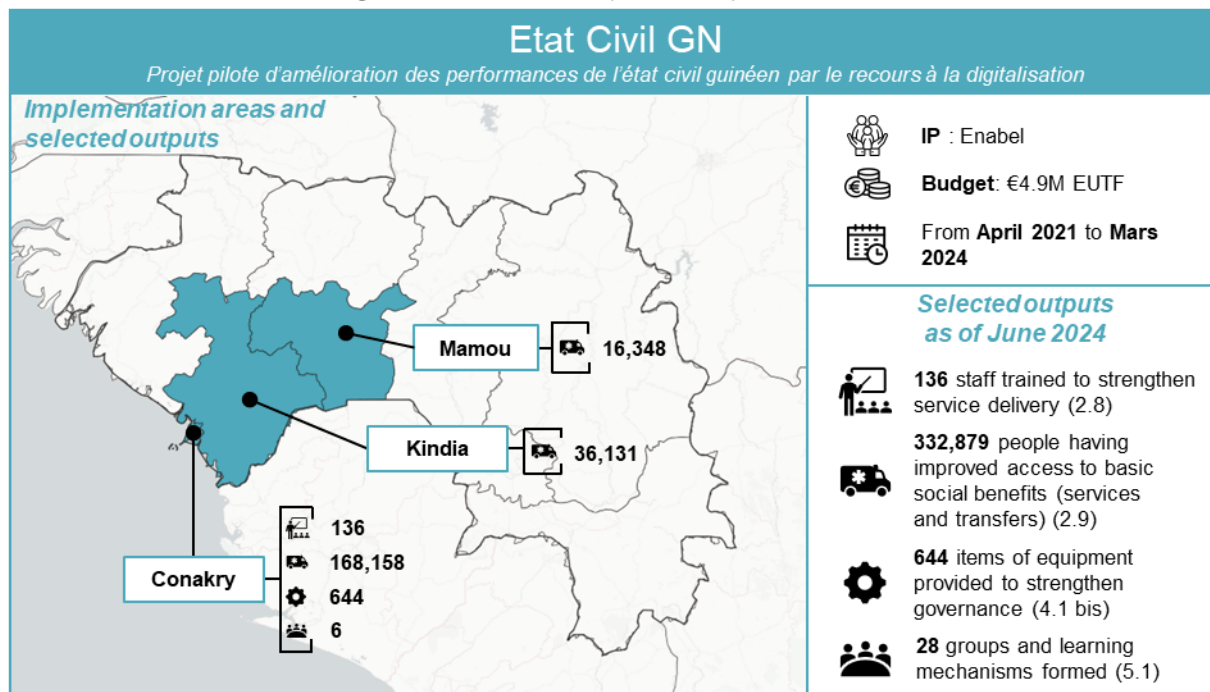 Etat Civil GN
Projet pilote d'amélioration des performances de l'état civil guinéen par le recours à la digitalisation
Implementation areas and
selected outputs
Mamou
16,348
Kindia
36,131
Conakry
136
168,158
644
6
IP : Enabel
Budget: €4.9M EUTF
From April 2021 to Mars
2024
Selected outputs
as of June 2024
136 staff trained to strengthen
service delivery (2.8)
332,879 people having
improved access to basic
social benefits (services
and transfers) (2.9)
644 items of equipment
provided to strengthen
governance (4.1 bis)
28 groups and learning
mechanisms formed (5.1)